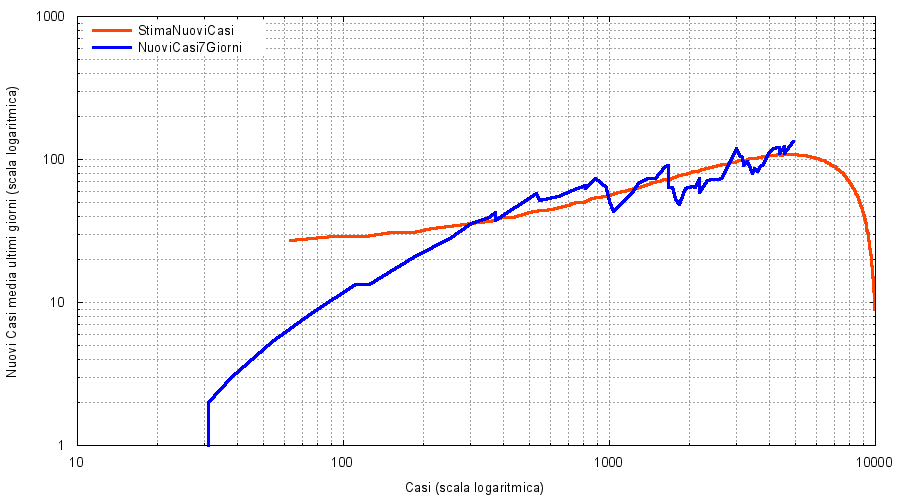 1000
StimaNuoviCasi
NuoviCasi7Giorni
100
10
1
10
100
1000
10000
Nuovi Casi media ultimi giorni (scala logaritmica)
Casi (scala logaritmica)